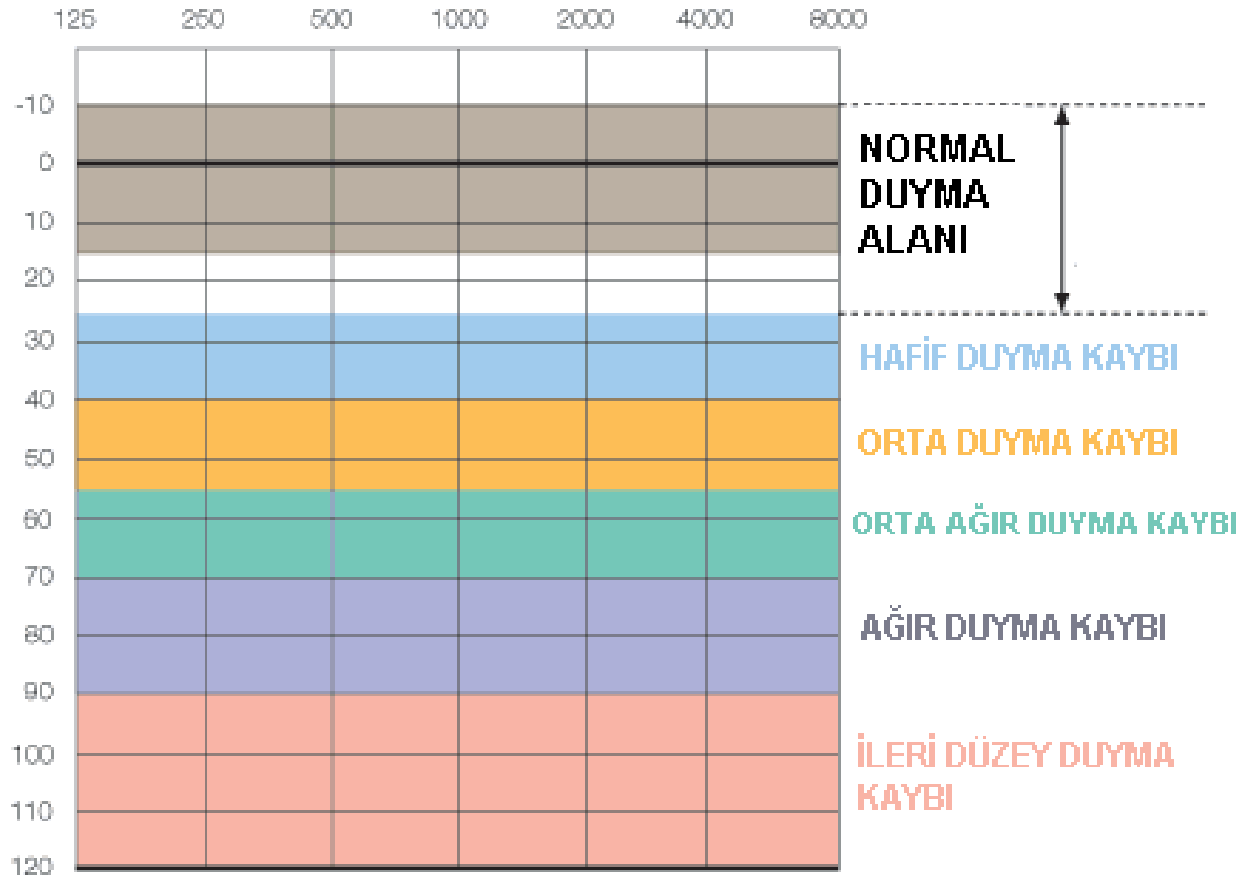 125 250 500 1000 2000 4000 8000
-10
0
10
20
30
40
50
60
70
80
90
100
110
120
NORMAL
DUYMA
ALANI
HAFİF DUYMA KAYBI
ORTA DUYMA KAYBI
ORTA AĞIR DUYMA KAYBI
AĞIR DUYMA KAYBI
İLERİ DÜZEY DUYMA
KAYBI